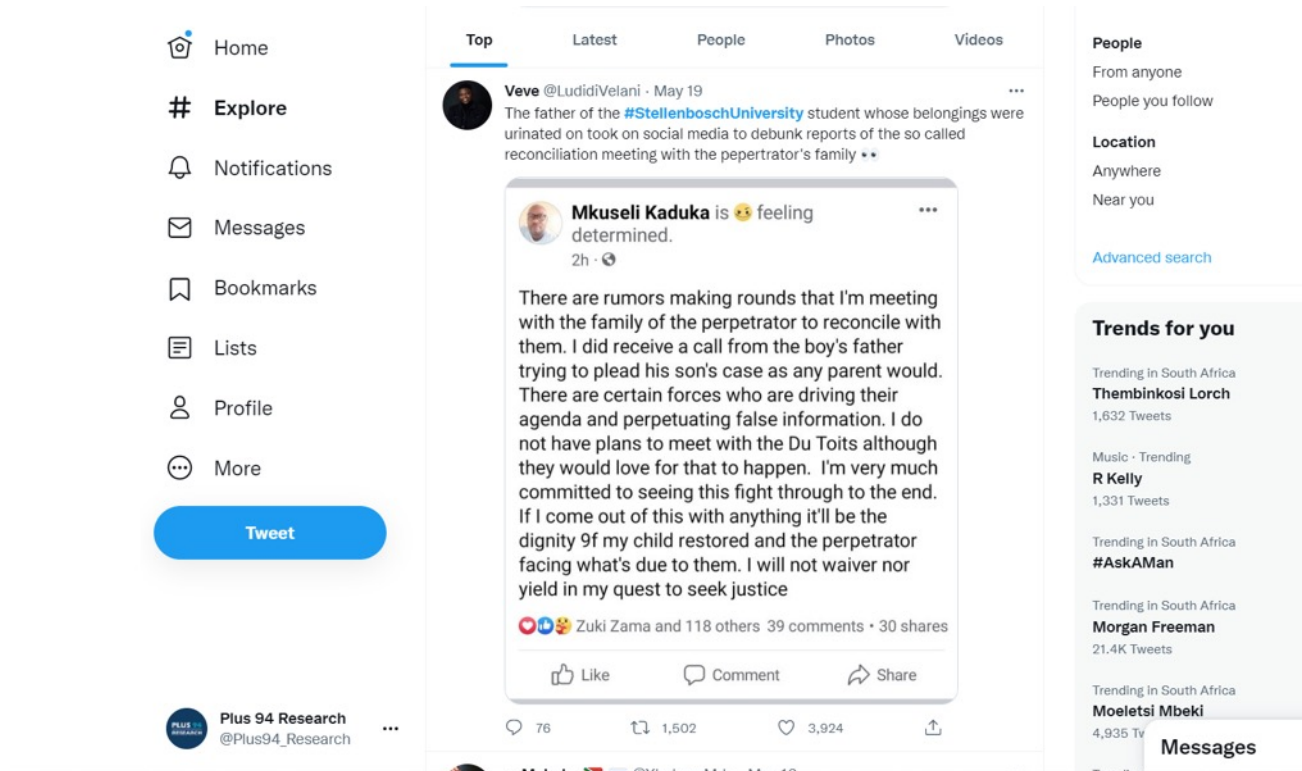 Home
Explore
Notifications
Messages
Bookmarks
Lists
Profile
More
Tweet
Plus 94 Research
@Plus94_Research
Top Latest People Photos Videos
Veve @LudidiVelani · May 19
The father of the #StellenboschUniversity student whose belongings were
urinated on took on social media to debunk reports of the so called
reconciliation meeting with the pepertrator's family 👀
Mkuseli Kaduka is feeling
determined.
2h ·
There are rumors making rounds that I'm meeting
with the family of the perpetrator to reconcile with
them. I did receive a call from the boy's father
trying to plead his son's case as any parent would.
There are certain forces who are driving their
agenda and perpetuating false information. I do
not have plans to meet with the Du Toits although
they would love for that to happen. I'm very much
committed to seeing this fight through to the end.
If I come out of this with anything it'll be the
dignity 9f my child restored and the perpetrator
facing what's due to them. I will not waiver nor
yield in my quest to seek justice
Zuki Zama and 118 others 39 comments • 30 shares
Like Comment Share
76 1,502 3,924
People
From anyone
People you follow
Location
Anywhere
Near you
Advanced search
Trends for you
Trending in South Africa
Thembinkosi Lorch
1,632 Tweets
Music · Trending
R Kelly
1,331 Tweets
Trending in South Africa
#AskAMan
Trending in South Africa
Morgan Freeman
21.4K Tweets
Trending in South Africa
Moeletsi Mbeki
4,935
Messages